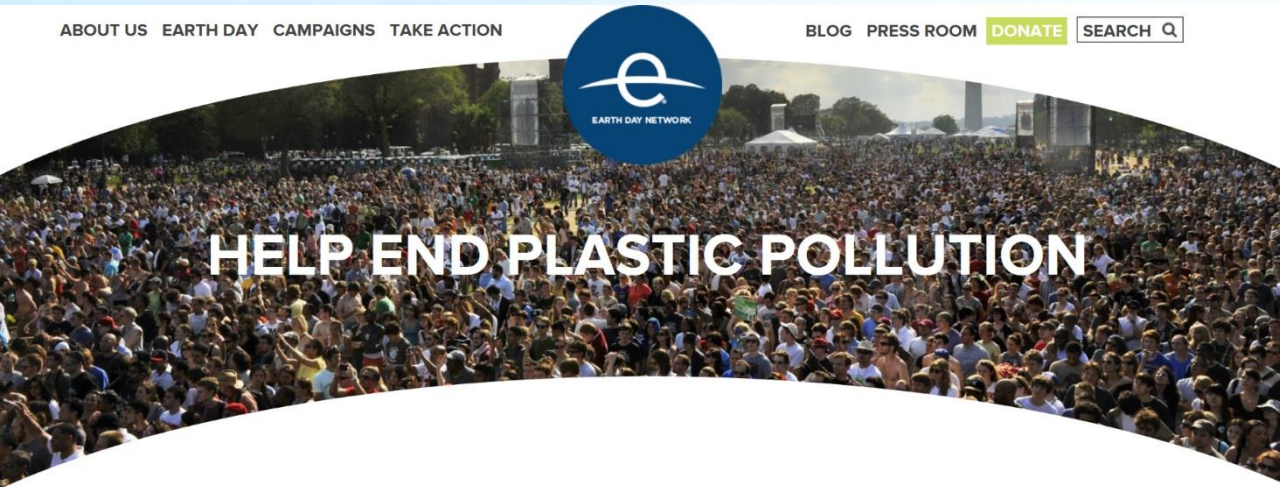 ABOUT US EARTH DAY CAMPAIGNS TAKE ACTION
BLOG PRESS ROOM DONATE SEARCH
e
EARTH DAY NETWORK
HELP END PLASTIC POLLUTION